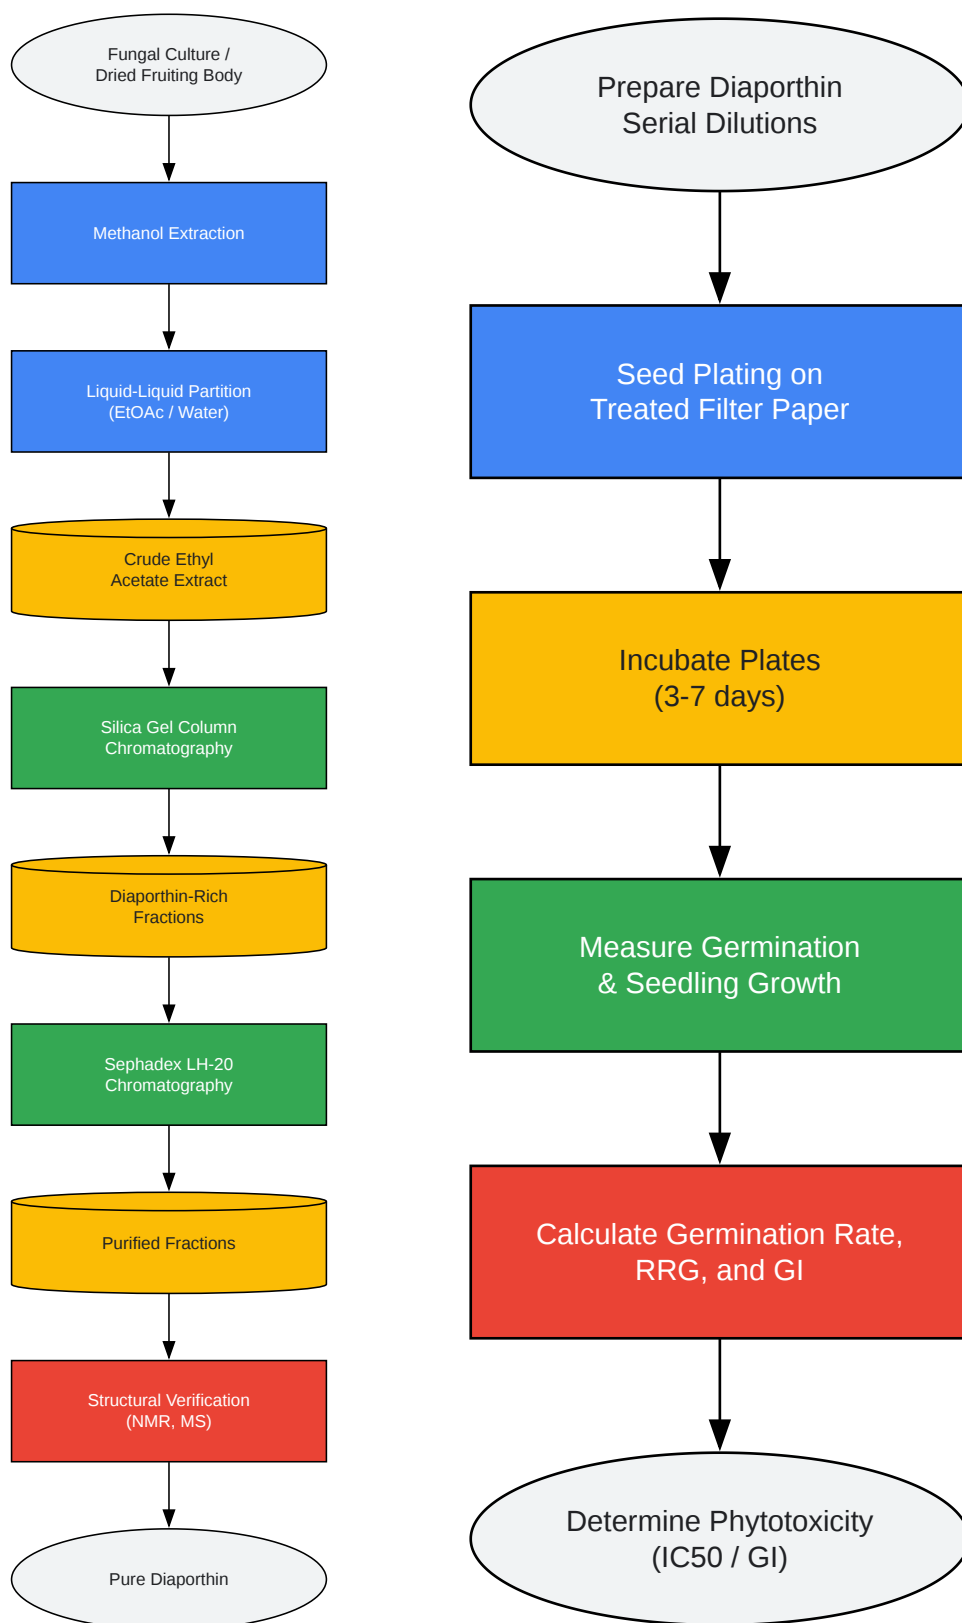 Fungal Culture /
Dried Fruiting Body
Methanol Extraction
Liquid-Liquid Partition
(EtOAc / Water)
Crude Ethyl
Acetate Extract
Silica Gel Column
Chromatography
Diaporthin-Rich
Fractions
Sephadex LH-20
Chromatography
Purified Fractions
Structural Verification
(NMR, MS)
Pure Diaporthin
Prepare Diaporthin
Serial Dilutions
Seed Plating on
Treated Filter Paper
Incubate Plates
(3-7 days)
Measure Germination
& Seedling Growth
Calculate Germination Rate,
RRG, and GI
Determine Phytotoxicity
(IC50 / GI)